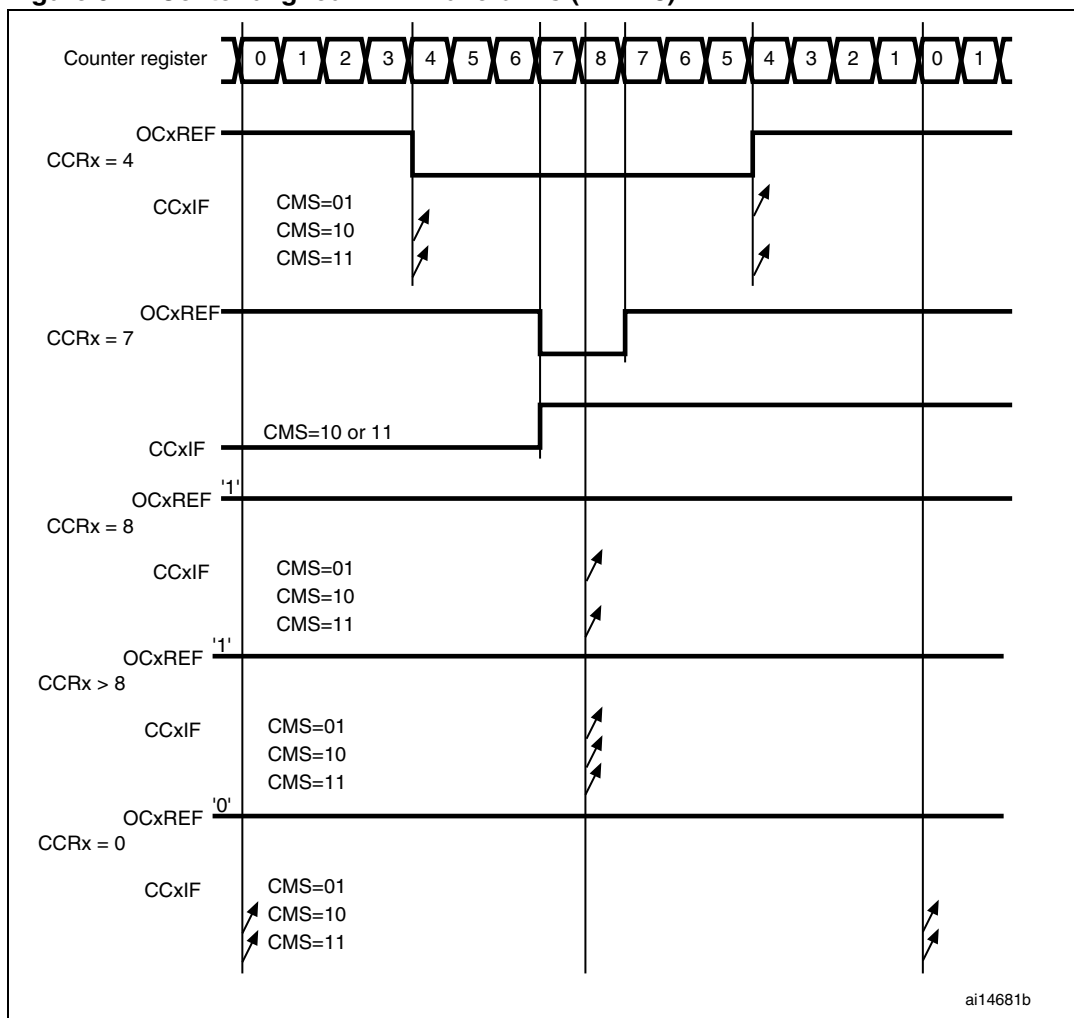 Counter register 0 1 2 3 4 5 6 7 8 7 6 5 4 3 2 1 0 1
OCxREF
CCRx = 4
CCxIF
CMS=01
CMS=10
CMS=11
OCxREF
CCRx = 7
CMS=10 or 11
CCxIF
'1'
OCxREF
CCRx = 8
CCxIF
CMS=01
CMS=10
CMS=11
'1'
OCxREF
CCRx > 8
CCxIF
CMS=01
CMS=10
CMS=11
'0'
OCxREF
CCRx = 0
CCxIF
CMS=01
CMS=10
CMS=11
ai14681b